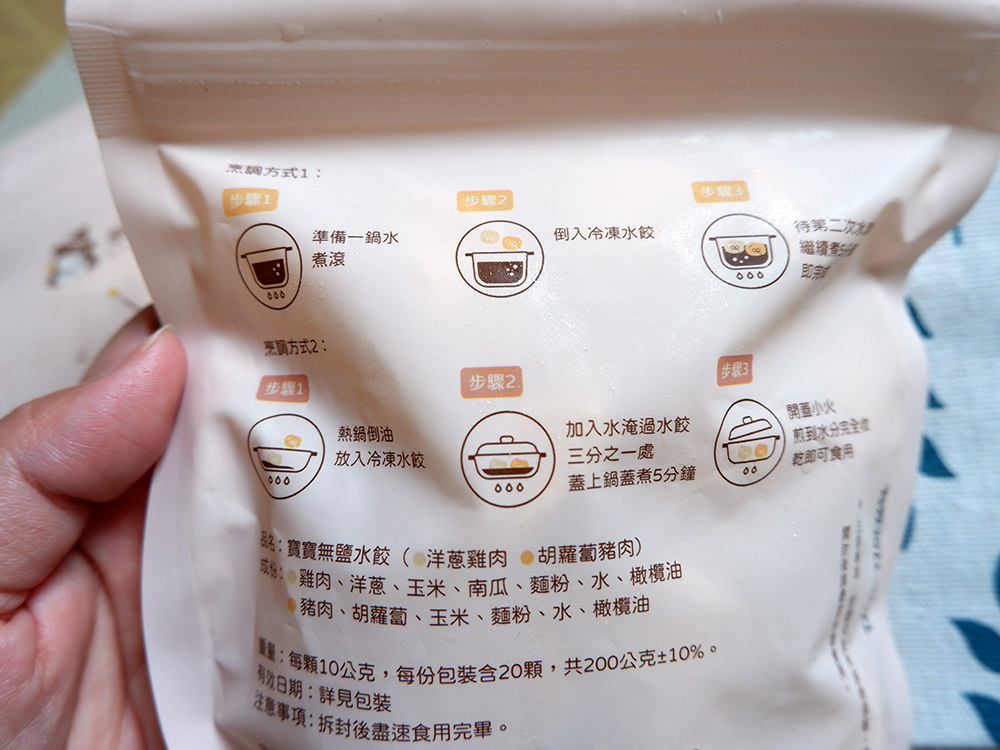 烹調方式1：
步驟1
準備一鍋水
煮滾
步驟2
倒入冷凍水餃
步驟3
待第二次水
繼續煮
即完
烹調方式2：
步驟1
熱鍋倒油
放入冷凍水餃
步驟2
加入水淹過水餃
三分之一處
蓋上鍋蓋煮5分鐘
步驟3
開蓋小火
煎到水分完全收
乾即可食用
品名：寶寶無鹽水餃（●洋蔥雞肉 ●胡蘿蔔豬肉）
成份：●雞肉、洋蔥、玉米、南瓜、麵粉、水、橄欖油
●豬肉、胡蘿蔔、玉米、麵粉、水、橄欖油
重量：每顆10公克，每份包裝含20顆，共200公克±10%。
有效日期：詳見包裝
注意事項：拆封後盡速食用完畢。